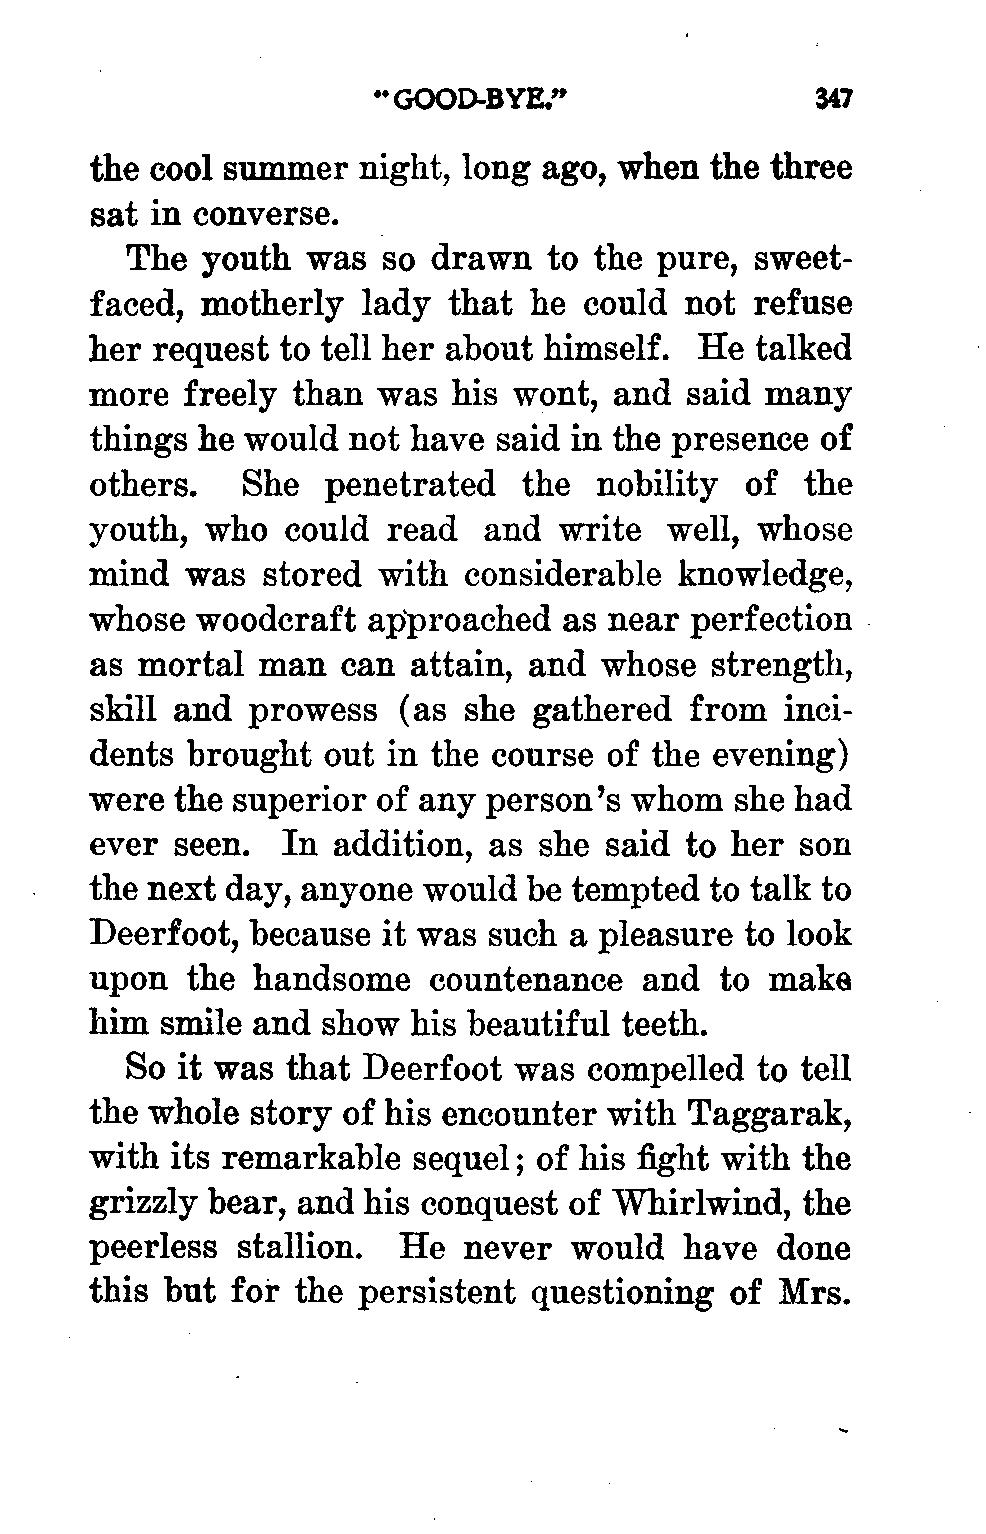 "GOOD-BYE." 347
the cool summer night, long ago, when the three
sat in converse.
The youth was so drawn to the pure, sweet-
faced, motherly lady that he could not refuse
her request to tell her about himself. He talked
more freely than was his wont, and said many
things he would not have said in the presence of
others. She penetrated the nobility of the
youth, who could read and write well, whose
mind was stored with considerable knowledge,
whose woodcraft approached as near perfection
as mortal man can attain, and whose strength,
skill and prowess (as she gathered from inci-
dents brought out in the course of the evening)
were the superior of any person's whom she had
ever seen. In addition, as she said to her son
the next day, anyone would be tempted to talk to
Deerfoot, because it was such a pleasure to look
upon the handsome countenance and to make
him smile and show his beautiful teeth.
So it was that Deerfoot was compelled to tell
the whole story of his encounter with Taggarak,
with its remarkable sequel; of his fight with the
grizzly bear, and his conquest of Whirlwind, the
peerless stallion. He never would have done
this but for the persistent questioning of Mrs.